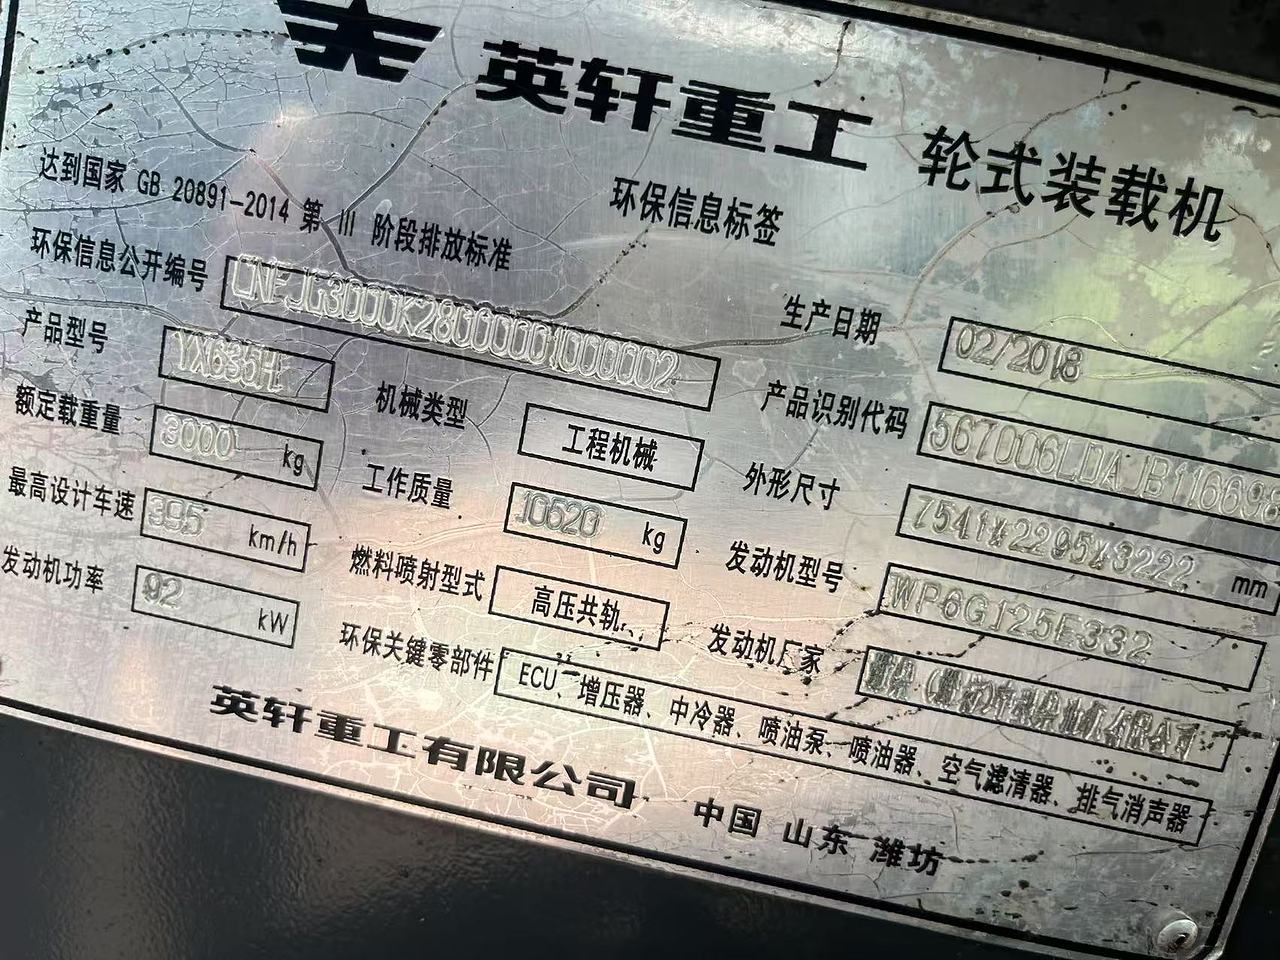 英轩重工 轮式装载机
环保信息标签
达到国家 GB 20891-2014 第 III 阶段排放标准
环保信息公开编号 CNFJG3000K280000001000002
生产日期 02/2018
产品型号
机械类型 工程机械
产品识别代码
额定载重量 3000 kg
工作质量 10520 kg
外形尺寸 7541*2295*3222 mm
最高设计车速 395 km/h
燃料喷射型式 高压共轨
发动机型号 WP6G125E332
发动机功率 92 kW
环保关键零部件 ECU、增压器、中冷器、喷油泵、喷油器、空气滤清器、排气消声器
发动机厂家
英轩重工有限公司 中国 山东 潍坊